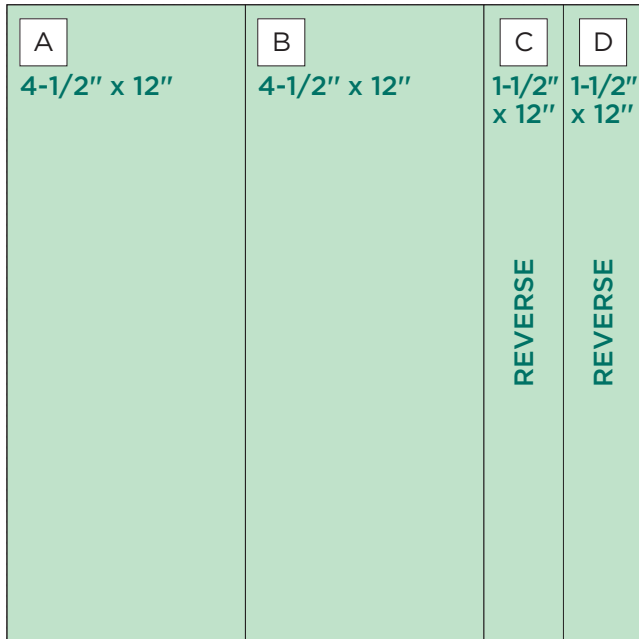 A
4-1/2" x 12"
B
4-1/2" x 12"
C
1-1/2"
x 12"
REVERSE
D
1-1/2"
x 12"
REVERSE